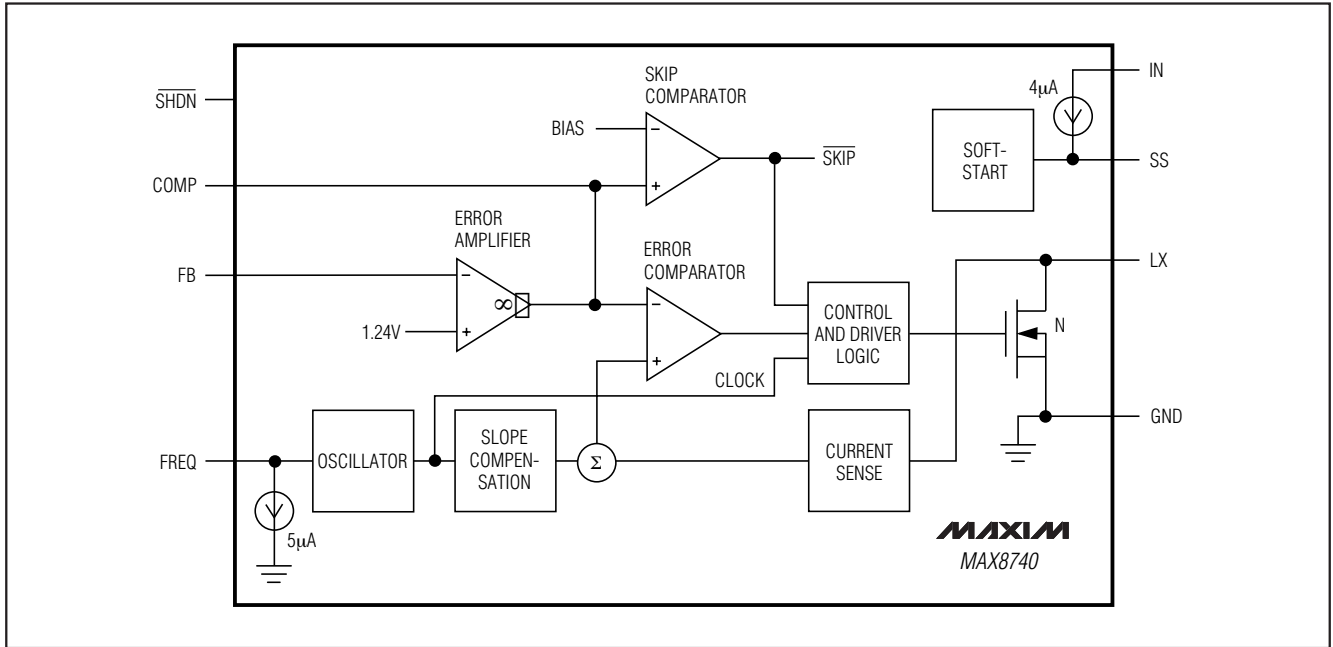 SHDN
COMP
FB
FREQ
SKIP
COMPARATOR
BIAS
SKIP
ERROR
AMPLIFIER
∞
1.24V
ERROR
COMPARATOR
CLOCK
CONTROL
AND DRIVER
LOGIC
OSCILLATOR
SLOPE
COMPEN-
SATION
Σ
CURRENT
SENSE
5µA
4µA
SOFT-
START
N
IN
SS
LX
GND
MAXIM
MAX8740